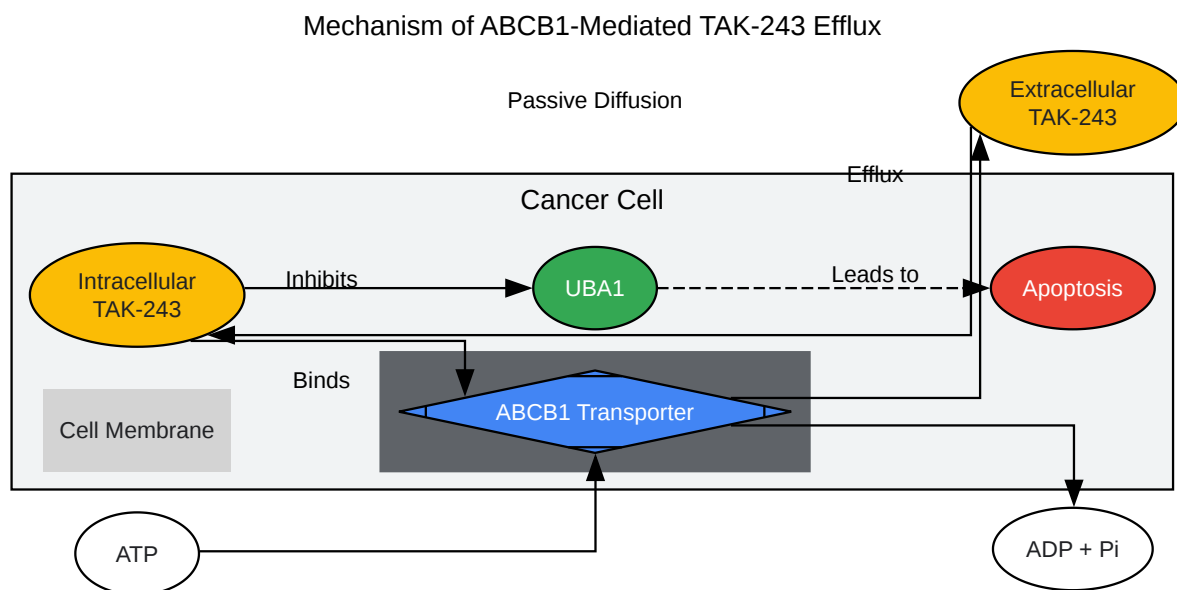 Mechanism of ABCB1-Mediated TAK-243 Efflux
Passive Diffusion
Extracellular
TAK-243
Efflux
Cancer Cell
Intracellular
TAK-243
Inhibits
UBA1
Leads to
Apoptosis
Binds
ABCB1 Transporter
Cell Membrane
ATP
ADP + Pi